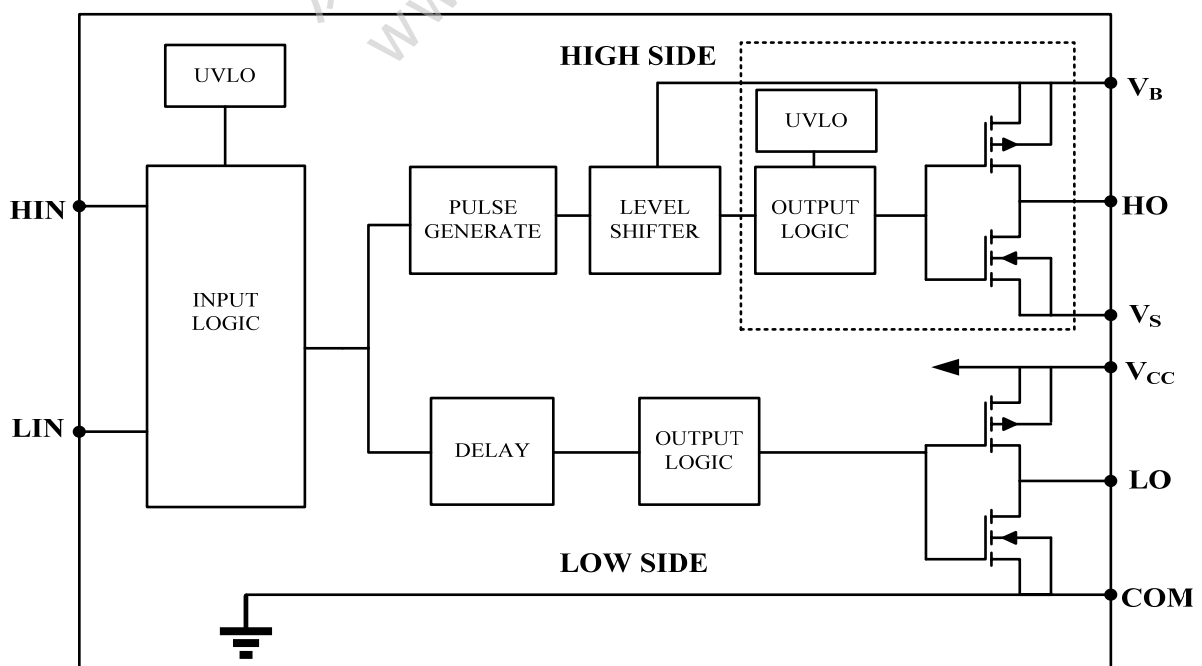 www.
HIGH SIDE
UVLO
V_B
UVLO
HIN
PULSE
GENERATE
LEVEL
SHIFTER
OUTPUT
LOGIC
HO
INPUT
LOGIC
V_S
V_CC
LIN
DELAY
OUTPUT
LOGIC
LO
LOW SIDE
COM